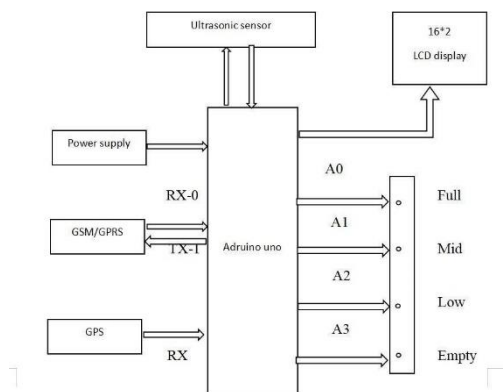 Ultrasonic sensor
16*2
LCD display
Power supply
A0
RX-0
Full
A1
GSM/GPRS
TX-1
Adruino uno
Mid
A2
Low
A3
GPS
RX
Empty